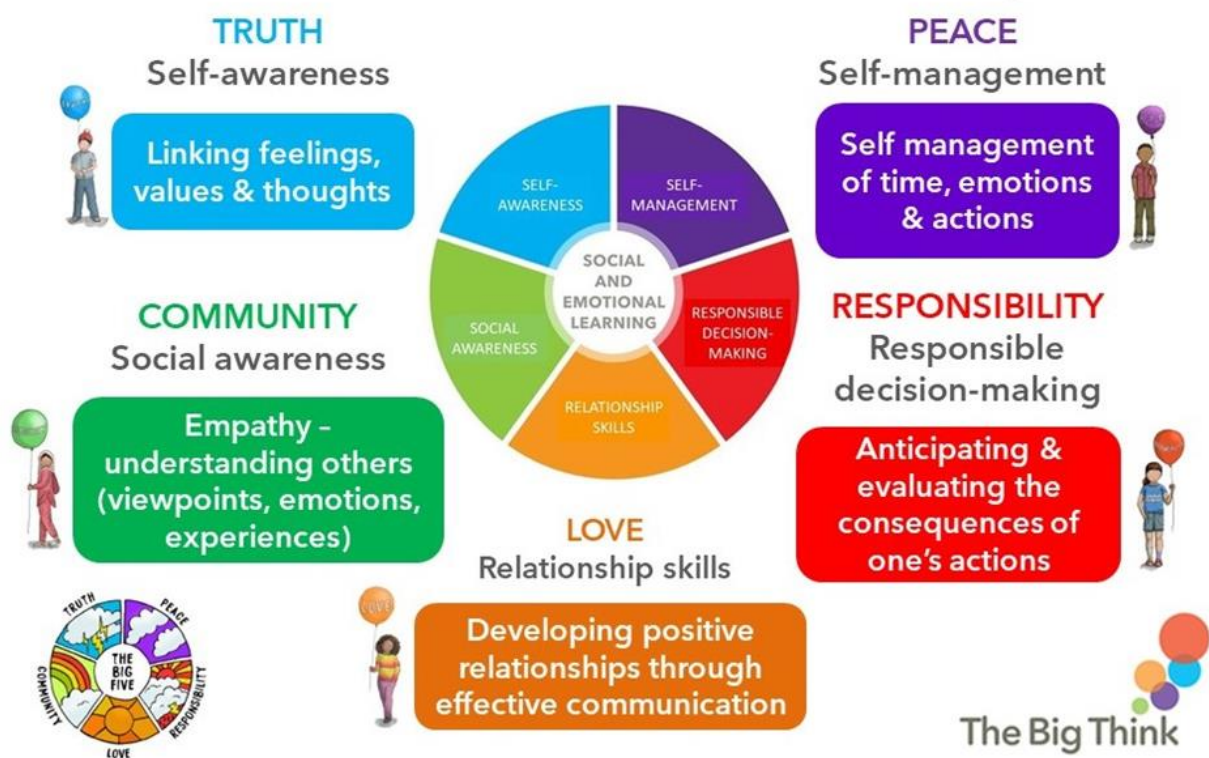 TRUTH
Self-awareness
Linking feelings,
values & thoughts
PEACE
Self-management
Self management
of time, emotions
& actions
SELF-
AWARENESS
SELF-
MANAGEMENT
SOCIAL
AND
EMOTIONAL
LEARNING
SOCIAL
AWARENESS
RESPONSIBLE
DECISION-
MAKING
RELATIONSHIP
SKILLS
COMMUNITY
Social awareness
Empathy –
understanding others
(viewpoints, emotions,
experiences)
RESPONSIBILITY
Responsible
decision-making
Anticipating &
evaluating the
consequences of
one's actions
LOVE
Relationship skills
LOVE
Developing positive
relationships through
effective communication
TRUTH
PEACE
COMMUNITY
THE
BIG
FIVE
RESPONSIBILITY
LOVE
The Big Think